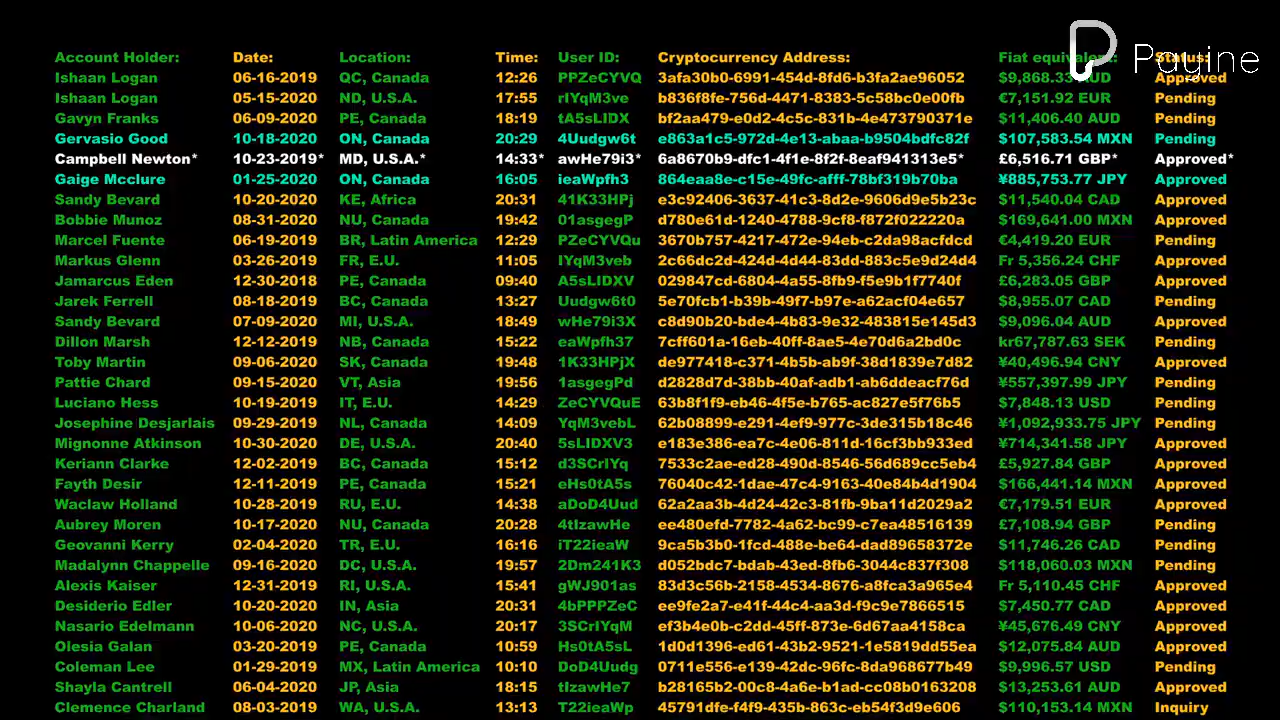 Payine
Account Holder: Date: Location: Time: User ID: Cryptocurrency Address: Fiat equivalent: Status:
Ishaan Logan 06-16-2019 QC, Canada 12:26 PPZeCYVQ 3afa30b0-6991-454d-8fd6-b3fa2ae96052 $9,868.33 AUD Approved
Ishaan Logan 05-15-2020 ND, U.S.A. 17:55 rIYqM3ve b836f8fe-756d-4471-8383-5c58bc0e00fb €7,151.92 EUR Pending
Gavyn Franks 06-09-2020 PE, Canada 18:19 tA5sLIDX bf2aa479-e0d2-4c5c-831b-4e473790371e $11,406.40 AUD Pending
Gervasio Good 10-18-2020 ON, Canada 20:29 4Uudgw6t e863a1c5-972d-4e13-abaa-b9504bdfc82f $107,583.54 MXN Pending
Campbell Newton* 10-23-2019* MD, U.S.A.* 14:33* awHe79i3* 6a8670b9-dfc1-4f1e-8f2f-8eaf941313e5* £6,516.71 GBP* Approved*
Gaige Mcclure 01-25-2020 ON, Canada 16:05 ieaWpfh3 864eaa8e-c15e-49fc-afff-78bf319b70ba ¥885,753.77 JPY Approved
Sandy Bevard 10-20-2020 KE, Africa 20:31 41K33HPj e3c92406-3637-41c3-8d2e-9606d9e5b23c $11,540.04 CAD Approved
Bobbie Munoz 08-31-2020 NU, Canada 19:42 01asgegP d780e61d-1240-4788-9cf8-f872f022220a $169,641.00 MXN Pending
Marcel Fuente 06-19-2019 BR, Latin America 12:29 PZeCYVQu 3670b757-4217-472e-94eb-c2da98acfdcd €4,419.20 EUR Pending
Markus Glenn 03-26-2019 FR, E.U. 11:05 IYqM3veb 2c66dc2d-424d-4d44-83dd-883c5e9d24d4 Fr 5,356.24 CHF Approved
Jamarcus Eden 12-30-2018 PE, Canada 09:40 A5sLIDXV 029847cd-6804-4a55-8fb9-f5e9b1f7740f £6,283.05 GBP Approved
Jarek Ferrell 08-18-2019 BC, Canada 13:27 Uudgw6t0 5e70fcb1-b39b-49f7-b97e-a62acf04e657 $8,955.07 CAD Pending
Sandy Bevard 07-09-2020 MI, U.S.A. 18:49 wHe79i3X c8d90b20-bde4-4b83-9e32-483815e145d3 $9,096.04 AUD Approved
Dillon Marsh 12-12-2019 NB, Canada 15:22 eaWpfh37 7cff601a-16eb-40ff-8ae5-4e70d6a2bd0c kr67,787.63 SEK Pending
Toby Martin 09-06-2020 SK, Canada 19:48 1K33HPjX de977418-c371-4b5b-ab9f-38d1839e7d82 ¥40,496.94 CNY Approved
Pattie Chard 09-15-2020 VT, Asia 19:56 1asgegPd d2828d7d-38bb-40af-adb1-ab6ddeacf76d ¥557,397.99 JPY Pending
Luciano Hess 10-19-2020 IT, E.U. 14:29 ZeCYVQuE 63b8f1f9-eb46-4f5e-b765-ac827e5f76b5 $7,848.13 USD Pending
Josephine Desjarlais 09-29-2019 NL, Canada 14:09 YqM3vebL 62b08899-e291-4ef9-977c-3de315b18c46 ¥1,092,933.75 JPY Pending
Mignonne Atkinson 10-30-2020 DE, U.S.A. 20:40 5sLIDXV3 e183e386-ea7c-4e06-811d-16cf3bb933ed ¥714,341.58 JPY Approved
Keriann Clarke 12-02-2019 BC, Canada 15:12 d3SCrIYq 7533c2ae-ed28-490d-8546-56d689cc5eb4 £5,927.84 GBP Approved
Fayth Desir 12-11-2019 PE, Canada 15:21 eHs0tA5s 76040c42-1dae-47c4-9163-40e84b4d1904 $166,441.14 MXN Approved
Waclaw Holland 10-28-2019 RU, E.U. 14:38 aDoD4Uud 62a2aa3b-4d24-42c3-81fb-9ba11d2029a2 €7,179.51 EUR Approved
Aubrey Moren 10-17-2020 NU, Canada 20:28 4tIzawHe ee480efd-7782-4a62-bc99-c7ea48516139 £7,108.94 GBP Pending
Geovanni Kerry 02-04-2020 TR, E.U. 16:16 iT22ieaW 9ca5b3b0-1fcd-488e-be64-dad89658372e $11,746.26 CAD Pending
Madalynn Chappelle 09-16-2020 DC, U.S.A. 19:57 2Dm241K3 d052bdc7-bdab-43ed-8fb6-3044c837f308 $118,060.03 MXN Pending
Alexis Kaiser 12-31-2019 RI, U.S.A. 15:41 gWJ901as 83d3c56b-2158-4534-8676-a8fca3a965e4 Fr 5,110.45 CHF Approved
Desiderio Edler 10-20-2020 IN, Asia 20:31 4bPPPZeC ee9fe2a7-e41f-44c4-aa3d-f9c9e7866515 $7,450.77 CAD Approved
Nasario Edelmann 10-06-2020 NC, U.S.A. 20:17 3SCrIYqM ef3b4e0b-c2dd-45ff-873e-6d67aa4158ca ¥45,676.49 CNY Approved
Olesia Galan 03-20-2019 PE, Canada 10:59 Hs0tA5sL 1d0d1396-ed61-43b2-9521-1e5819dd55ea $12,075.84 AUD Approved
Coleman Lee 01-29-2019 MX, Latin America 10:10 DoD4Uudg 0711e556-e139-42dc-96fc-8da968677b49 $9,996.57 USD Pending
Shayla Cantrell 06-04-2020 JP, Asia 18:15 tIzawHe7 b28165b2-00c8-4a6e-b1ad-cc08b0163208 $13,253.61 AUD Approved
Clemence Charland 08-03-2019 WA, U.S.A. 13:13 T22ieaWp 45791dfe-f4f9-435b-863c-eb54f3d9e606 $110,153.14 MXN Inquiry